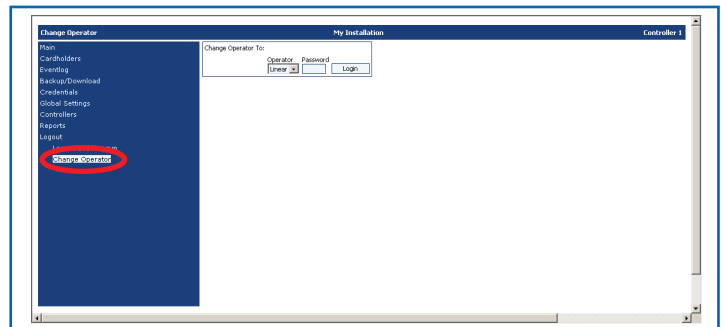 Change Operator My Installation Controller 1
Main
Cardholders
Eventlog
Backup/Download
Credentials
Global Settings
Controllers
Reports
Logout
Change Operator
Change Operator To:
Operator Password
Linear Login